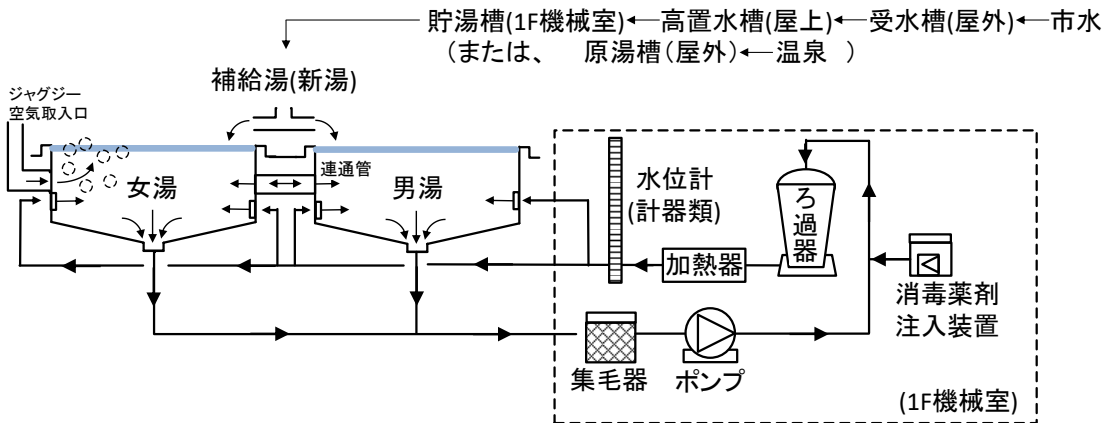 貯湯槽(1F機械室)←高置水槽(屋上)←受水槽(屋外)←市水
(または、　原湯槽(屋外)←温泉　)
補給湯(新湯)
ジャグジー
空気取入口
連通管
女湯
男湯
水位計
(計器類)
ろ過器
加熱器
消毒薬剤
注入装置
集毛器
ポンプ
(1F機械室)